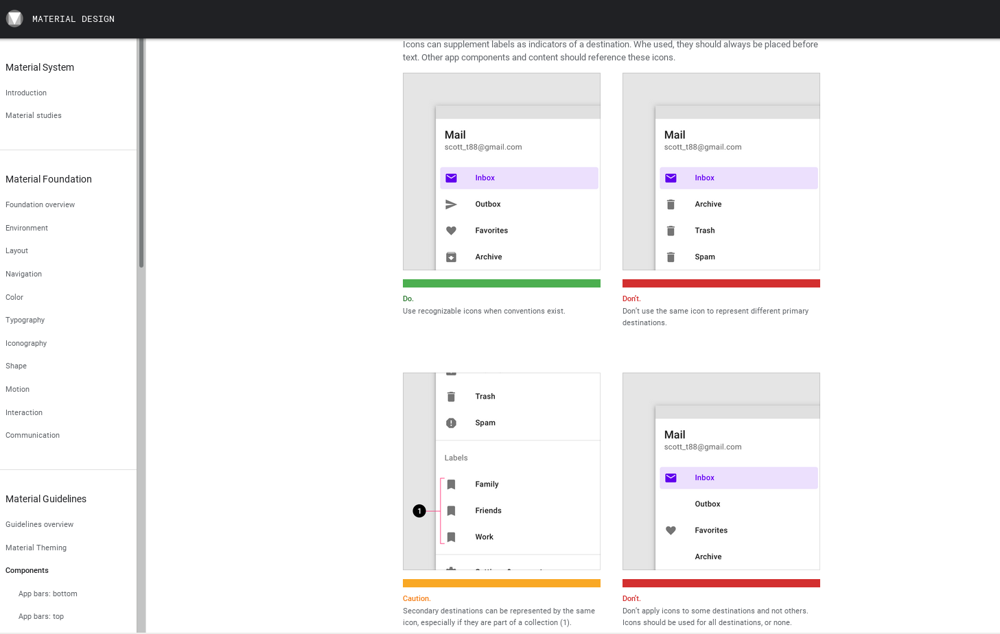 MATERIAL DESIGN
Material System
Introduction
Material studies
Material Foundation
Foundation overview
Environment
Layout
Navigation
Color
Typography
Iconography
Shape
Motion
Interaction
Communication
Material Guidelines
Guidelines overview
Material Theming
Components
App bars: bottom
App bars: top
Icons can supplement labels as indicators of a destination. Whe used, they should always be placed before
text. Other app components and content should reference these icons.
Mail
scott_t88@gmail.com
Inbox
Outbox
Favorites
Archive
Do.
Use recognizable icons when conventions exist.
Mail
scott_t88@gmail.com
Inbox
Archive
Trash
Spam
Don't.
Don't use the same icon to represent different primary
destinations.
Trash
Spam
Labels
Family
Friends
1
Work
Caution.
Secondary destinations can be represented by the same
icon, especially if they are part of a collection (1).
Mail
scott_t88@gmail.com
Inbox
Outbox
Favorites
Archive
Don't.
Don't apply icons to some destinations and not others.
Icons should be used for all destinations, or none.